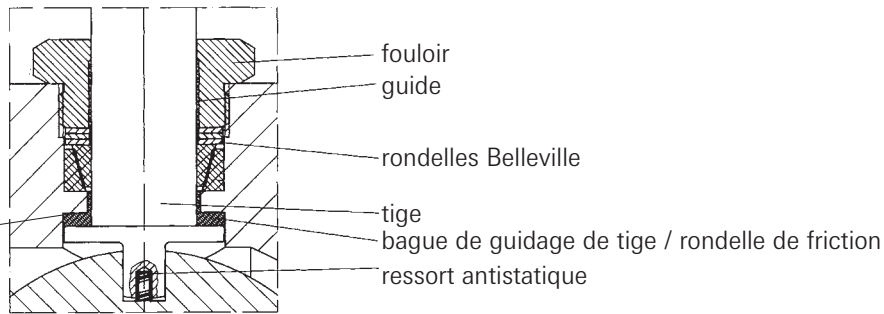 fouloir
guide
rondelles Belleville
tige
bague de guidage de tige / rondelle de friction
ressort antistatique